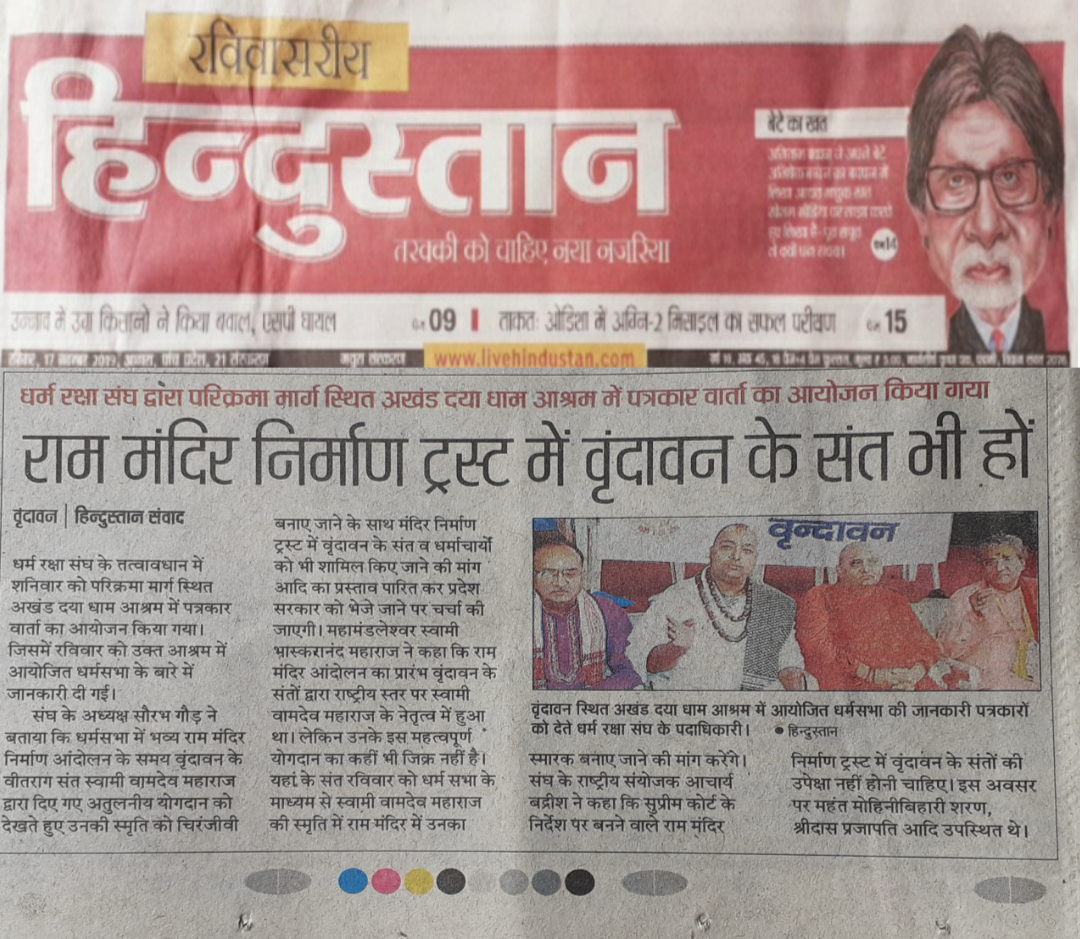 रविवासरीय
हिन्दुस्तान
तरक्की को चाहिए नया नजरिया
बेटे का खत
उन्नाव में उग्र किसानों ने किया बवाल, एसपी घायल
पेज 09
ताकत: ओडिशा में अग्नि-2 मिसाइल का सफल परीक्षण
पेज 15
रविवार, 17 नवम्बर 2019, पांच प्रदेश, 21 संस्करण
मथुरा संस्करण
www.livehindustan.com
धर्म रक्षा संघ द्वारा परिक्रमा मार्ग स्थित अखंड दया धाम आश्रम में पत्रकार वार्ता का आयोजन किया गया
राम मंदिर निर्माण ट्रस्ट में वृंदावन के संत भी हों
वृंदावन | हिन्दुस्तान संवाद
धर्म रक्षा संघ के तत्वावधान में
शनिवार को परिक्रमा मार्ग स्थित
अखंड दया धाम आश्रम में पत्रकार
वार्ता का आयोजन किया गया।
जिसमें रविवार को उक्त आश्रम में
आयोजित धर्मसभा के बारे में
जानकारी दी गई।
संघ के अध्यक्ष सौरभ गौड़ ने
बताया कि धर्मसभा में भव्य राम मंदिर
निर्माण आंदोलन के समय वृंदावन के
वीतराग संत स्वामी वामदेव महाराज
द्वारा दिए गए अतुलनीय योगदान को
देखते हुए उनकी स्मृति को चिरंजीवी
बनाए जाने के साथ मंदिर निर्माण
ट्रस्ट में वृंदावन के संत व धर्माचार्यों
को भी शामिल किए जाने की मांग
आदि का प्रस्ताव पारित कर प्रदेश
सरकार को भेजे जाने पर चर्चा की
जाएगी। महामंडलेश्वर स्वामी
भास्करानंद महाराज ने कहा कि राम
मंदिर आंदोलन का प्रारंभ वृंदावन के
संतों द्वारा राष्ट्रीय स्तर पर स्वामी
वामदेव महाराज के नेतृत्व में हुआ
था। लेकिन उनके इस महत्वपूर्ण
योगदान का कहीं भी जिक्र नहीं है।
यहां के संत रविवार को धर्म सभा के
माध्यम से स्वामी वामदेव महाराज
की स्मृति में राम मंदिर में उनका
वृन्दावन
वृंदावन स्थित अखंड दया धाम आश्रम में आयोजित धर्मसभा की जानकारी पत्रकारों
को देते धर्म रक्षा संघ के पदाधिकारी। • हिन्दुस्तान
स्मारक बनाए जाने की मांग करेंगे।
संघ के राष्ट्रीय संयोजक आचार्य
बद्रीश ने कहा कि सुप्रीम कोर्ट के
निर्देश पर बनने वाले राम मंदिर
निर्माण ट्रस्ट में वृंदावन के संतों की
उपेक्षा नहीं होनी चाहिए। इस अवसर
पर महंत मोहिनीबिहारी शरण,
श्रीदास प्रजापति आदि उपस्थित थे।